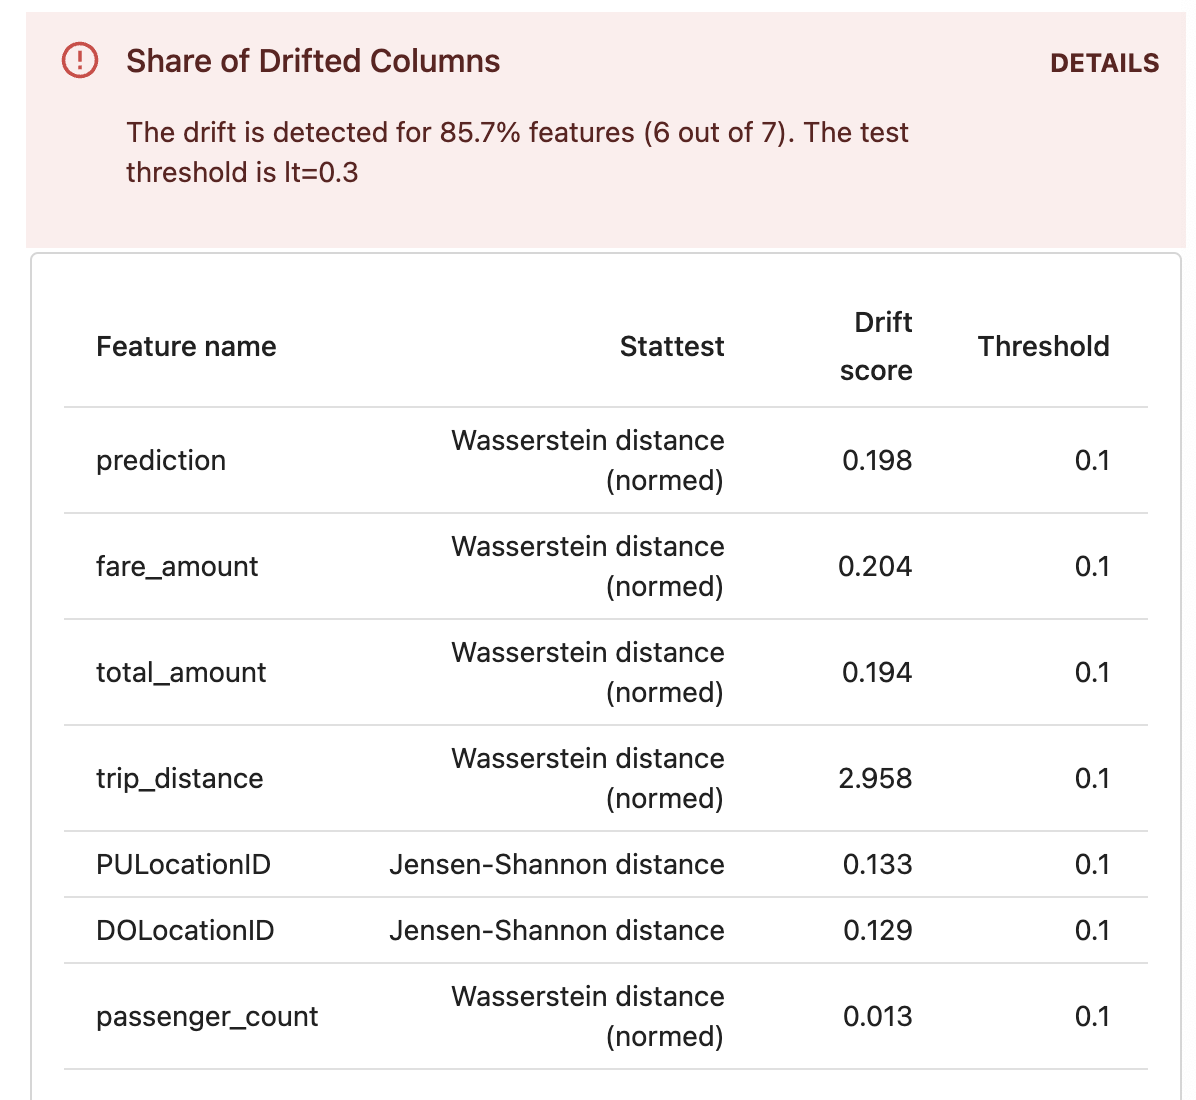 Share of Drifted Columns DETAILS
The drift is detected for 85.7% features (6 out of 7). The test
threshold is lt=0.3
Feature name Stattest Drift score Threshold
prediction Wasserstein distance (normed) 0.198 0.1
fare_amount Wasserstein distance (normed) 0.204 0.1
total_amount Wasserstein distance (normed) 0.194 0.1
trip_distance Wasserstein distance (normed) 2.958 0.1
PULocationID Jensen-Shannon distance 0.133 0.1
DOLocationID Jensen-Shannon distance 0.129 0.1
passenger_count Wasserstein distance (normed) 0.013 0.1